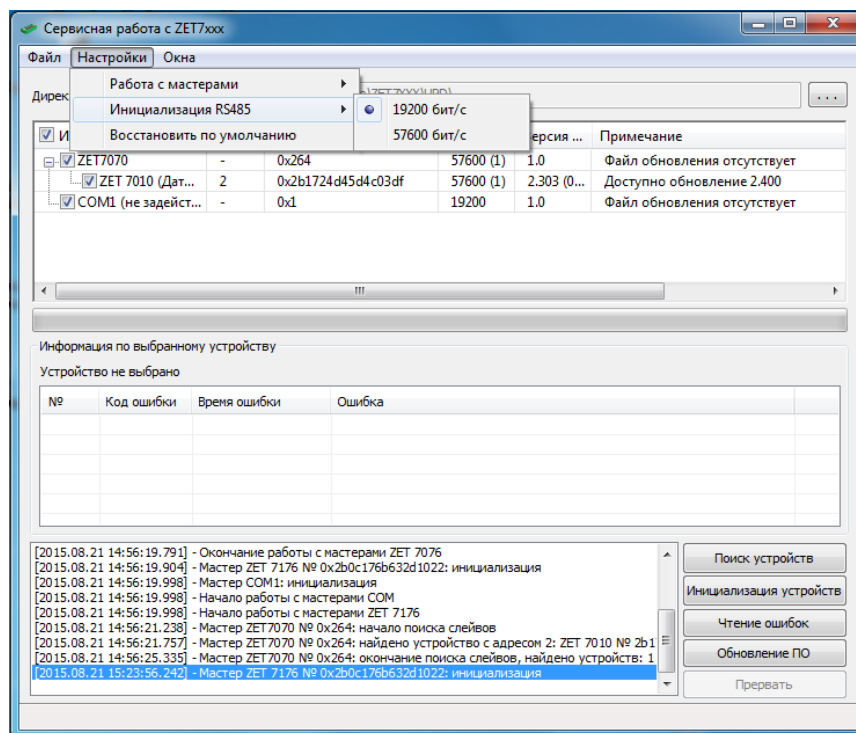 Сервисная работа с ZET7xxx
Файл Настройки Окна
Работа с мастерами
Дирек
Инициализация RS485 19200 бит/с
Восстановить по умолчанию 57600 бит/с
И ерсия ... Примечание
ZET7070 - 0x264 57600 (1) 1.0 Файл обновления отсутствует
ZET 7010 (Дат... 2 0x2b1724d45d4c03df 57600 (1) 2.303 (0... Доступно обновление 2.400
COM1 (не задейст... - 0x1 19200 1.0 Файл обновления отсутствует
Информация по выбранному устройству
Устройство не выбрано
№ Код ошибки Время ошибки Ошибка
[2015.08.21 14:56:19.791] - Окончание работы с мастерами ZET 7076
[2015.08.21 14:56:19.904] - Мастер ZET 7176 № 0x2b0c176b632d1022: инициализация
[2015.08.21 14:56:19.998] - Мастер COM1: инициализация
[2015.08.21 14:56:19.998] - Начало работы с мастерами COM
[2015.08.21 14:56:19.998] - Начало работы с мастерами ZET 7176
[2015.08.21 14:56:21.238] - Мастер ZET7070 № 0x264: начало поиска слейвов
[2015.08.21 14:56:21.757] - Мастер ZET7070 № 0x264: найдено устройство с адресом 2: ZET 7010 № 2b1
[2015.08.21 14:56:25.335] - Мастер ZET7070 № 0x264: окончание поиска слейвов, найдено устройств: 1
[2015.08.21 15:23:56.242] - Мастер ZET 7176 № 0x2b0c176b632d1022: инициализация
Поиск устройств
Инициализация устройств
Чтение ошибок
Обновление ПО
Прервать